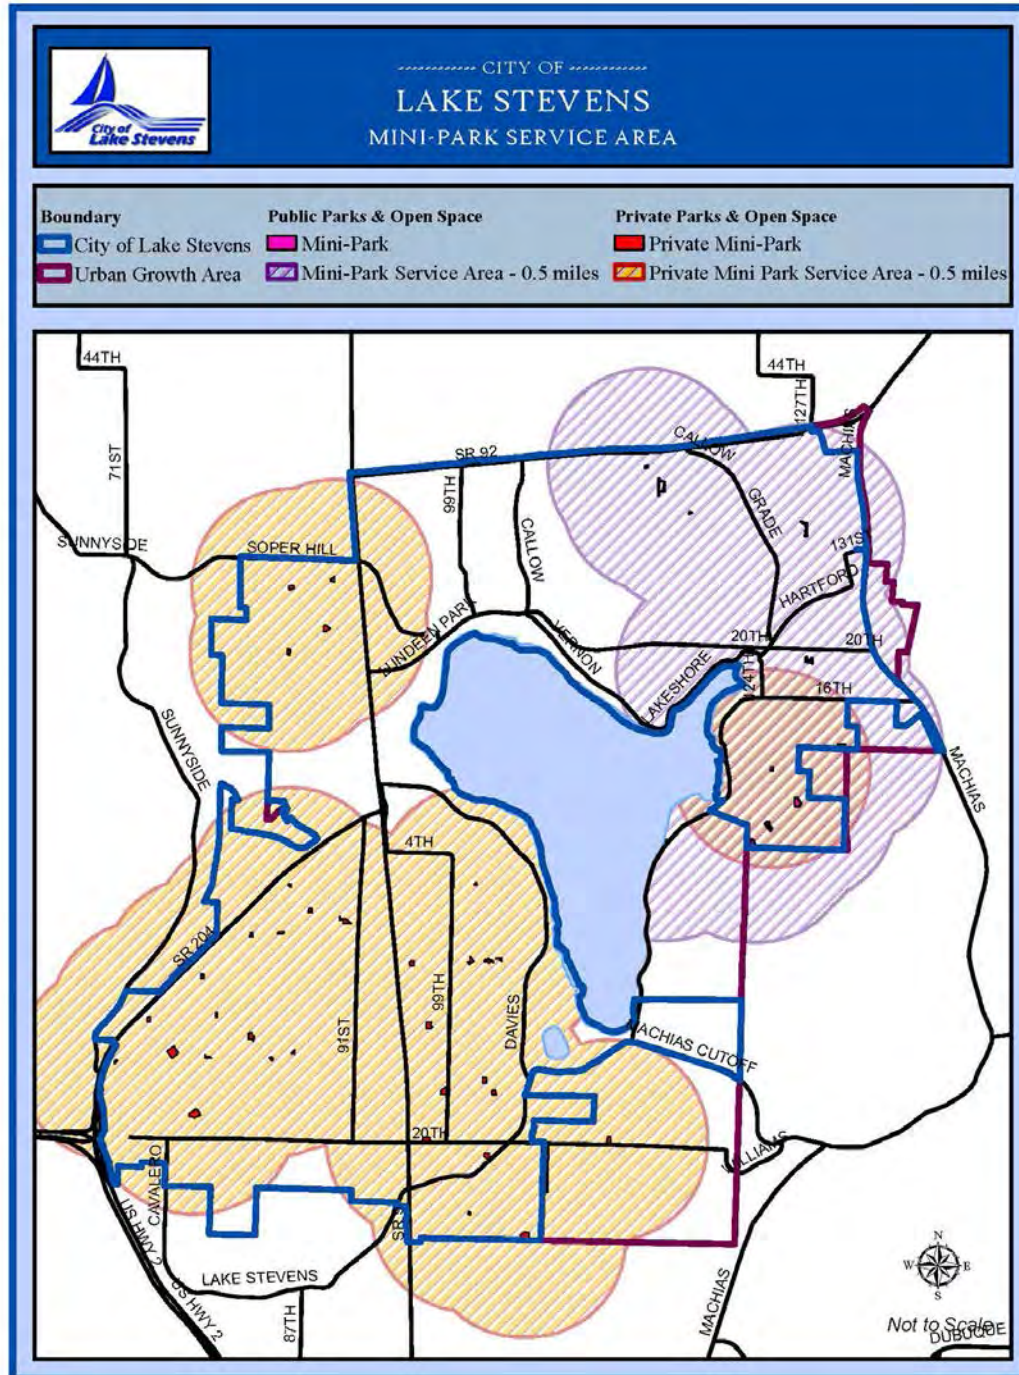 CITY OF
LAKE STEVENS
MINI-PARK SERVICE AREA
City of
Lake Stevens
Boundary
City of Lake Stevens
Urban Growth Area
Public Parks & Open Space
Mini-Park
Mini-Park Service Area - 0.5 miles
Private Parks & Open Space
Private Mini-Park
Private Mini Park Service Area - 0.5 miles
44TH
44TH
127TH
MACHIAS
71ST
SR 92
CALLOW
99TH
GRADE
CALLOW
SUNNYSIDE
SOPER HILL
131ST
HARTFORD
LUNDEEN PARK
VERNON
20TH
20TH
LAKESHORE
124TH
16TH
SUNNYSIDE
MACHIAS
4TH
SR 204
99TH
91ST
DAVIES
MACHIAS CUTOFF
20TH
WILLIAMS
CAVALERO
US HWY 2
SR 9
LAKE STEVENS
US HWY 2
87TH
MACHIAS
N
W
E
S
Not to Scale
DUBUQUE